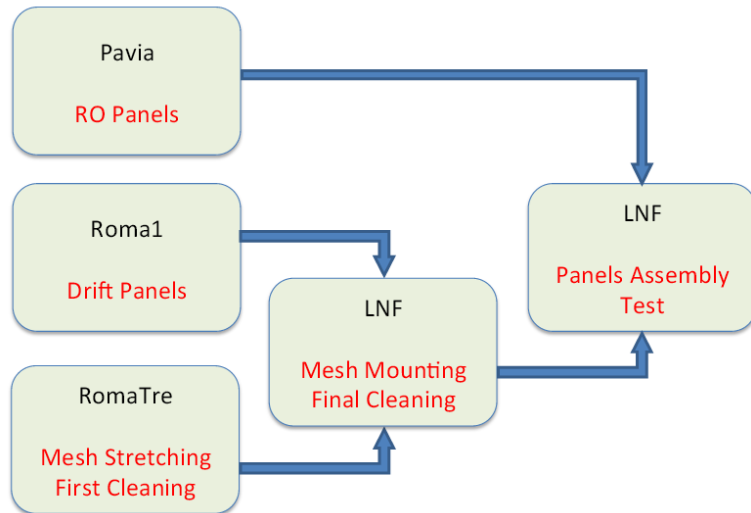 Pavia
RO Panels
Roma1
Drift Panels
RomaTre
Mesh Stretching
First Cleaning
LNF
Mesh Mounting
Final Cleaning
LNF
Panels Assembly
Test